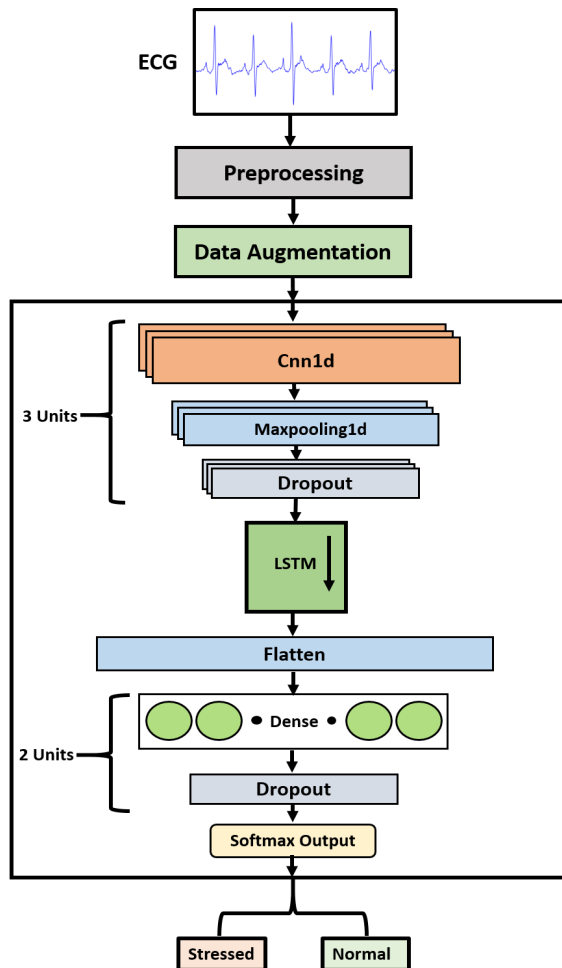 ECG
Preprocessing
Data Augmentation
Cnn1d
3 Units
Maxpooling1d
Dropout
LSTM
Flatten
Dense
2 Units
Dropout
Softmax Output
Stressed
Normal